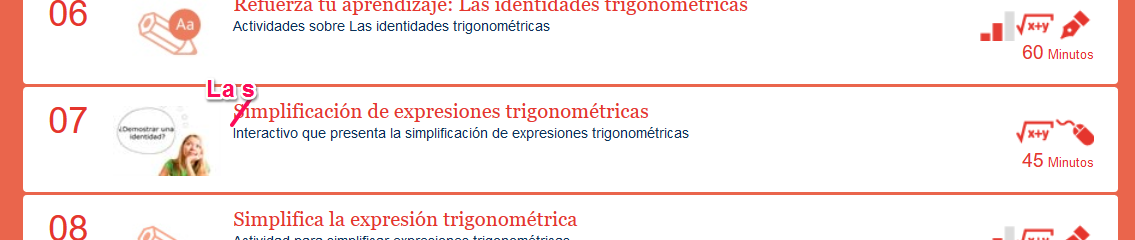 06
Refuerza tu aprendizaje: Las identidades trigonométricas
Aa
Actividades sobre Las identidades trigonométricas
√x+y
60 Minutos
La s
07
Simplificación de expresiones trigonométricas
¿Demostrar una
identidad?
Interactivo que presenta la simplificación de expresiones trigonométricas
√x+y
45 Minutos
08
Simplifica la expresión trigonométrica
Actividad para simplificar expresiones trigonométricas
√x+y